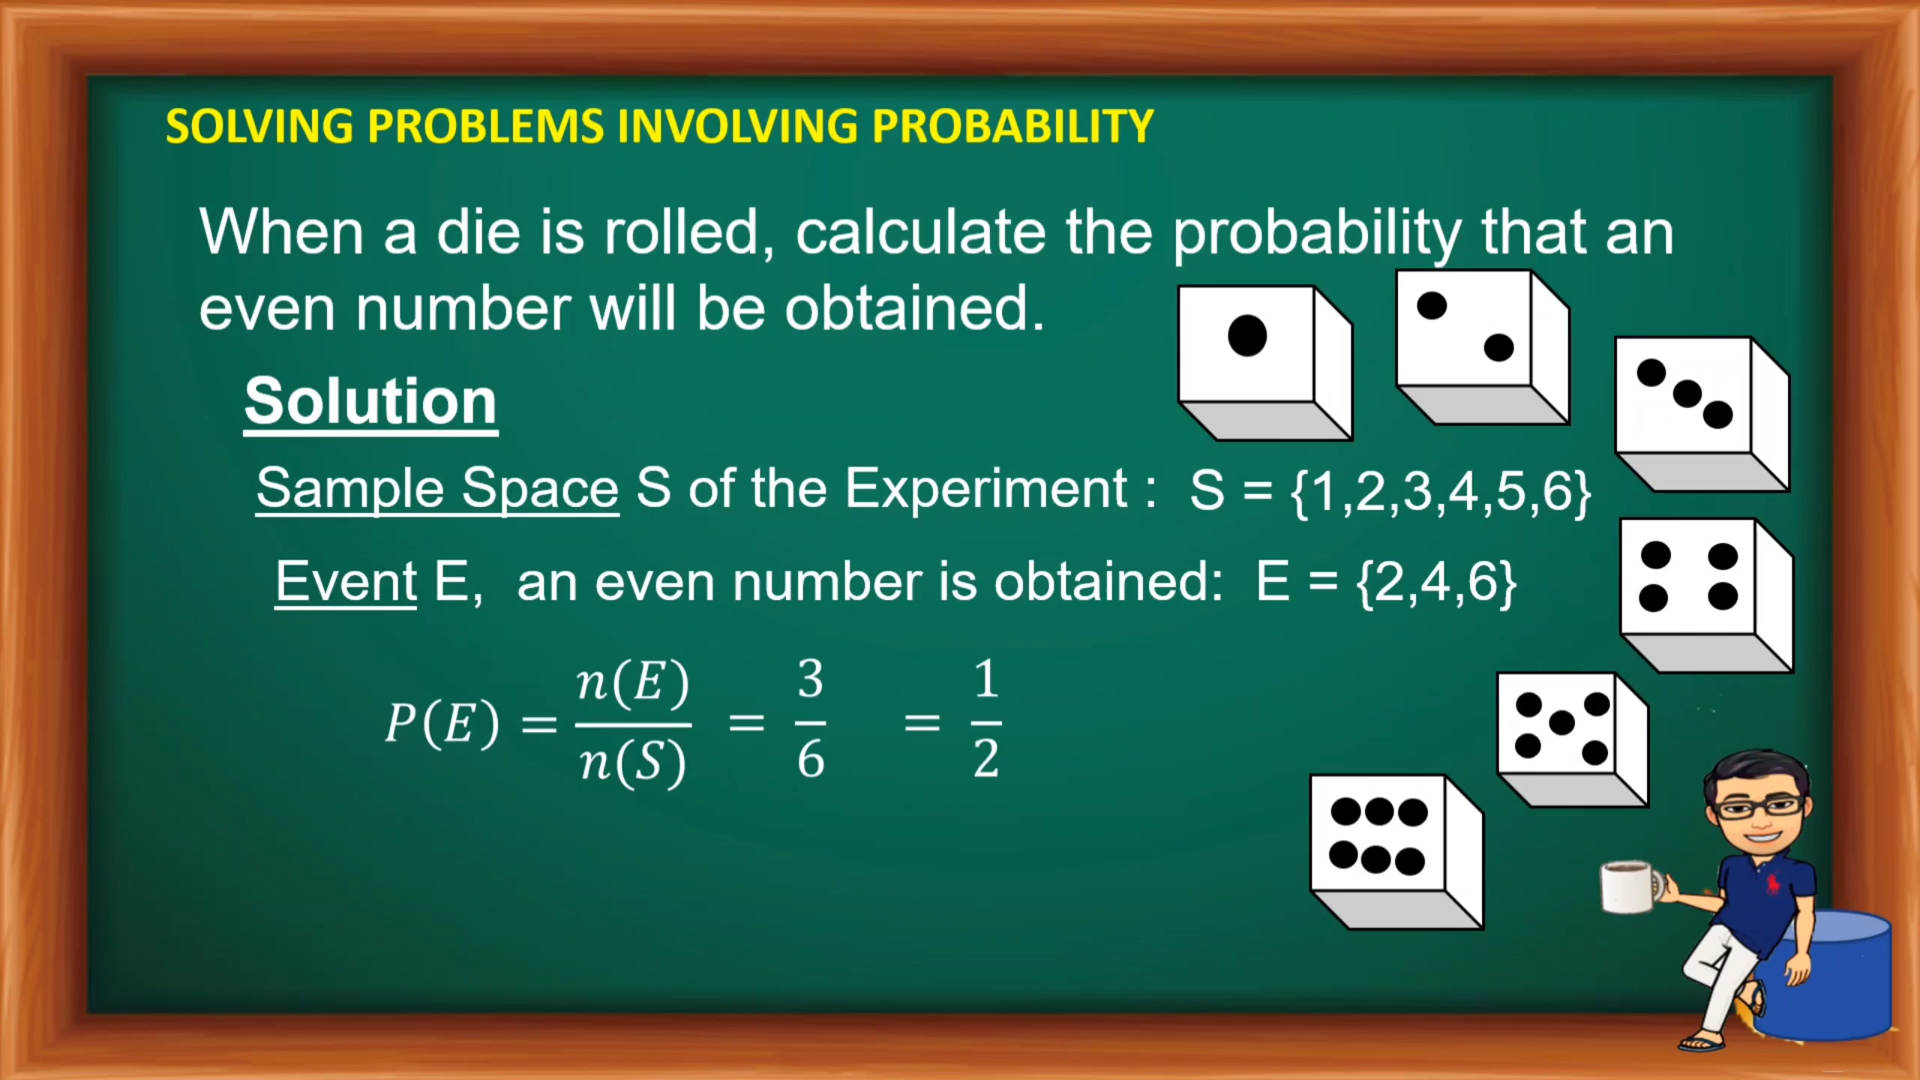 SOLVING PROBLEMS INVOLVING PROBABILITY
When a die is rolled, calculate the probability that an
even number will be obtained.
Solution
Sample Space S of the Experiment : S = {1,2,3,4,5,6}
Event E, an even number is obtained: E = {2,4,6}
P(E) = n(E)/n(S) = 3/6 = 1/2